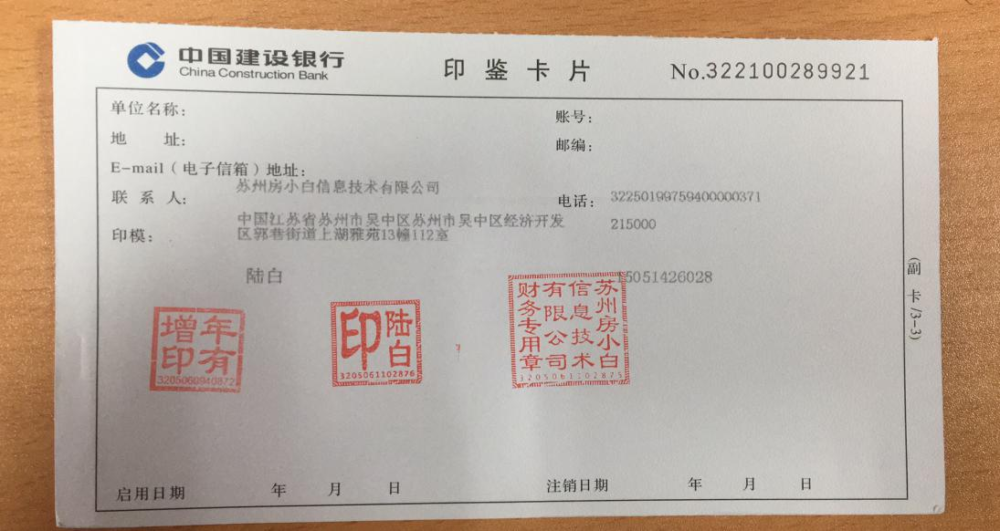 中国建设银行
China Construction Bank
印鉴卡片
No.322100289921
单位名称：
账号：
地 址：
邮编：
E-mail（电子信箱）地址：
苏州房小白信息技术有限公司
联系人：
电话：
32250199759400000371
中国江苏省苏州市吴中区苏州市吴中区经济开发
区郭巷街道上湖雅苑13幢112室
215000
印模：
陆白
15051426028
(副卡/3-3)
年有
增印
3205060940872
陆白
印
3205061102876
苏州房小白
信息技术
有限公司
财务专用章
3205061102875
启用日期 年 月 日
注销日期 年 月 日